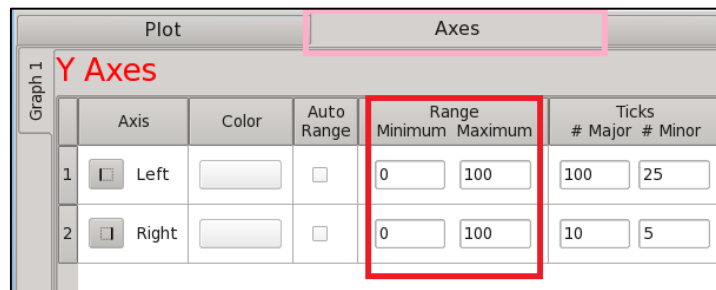 Plot Axes
Graph 1
Y Axes
Axis Color Auto Range Range Minimum Maximum Ticks # Major # Minor
1 Left 0 100 100 25
2 Right 0 100 10 5